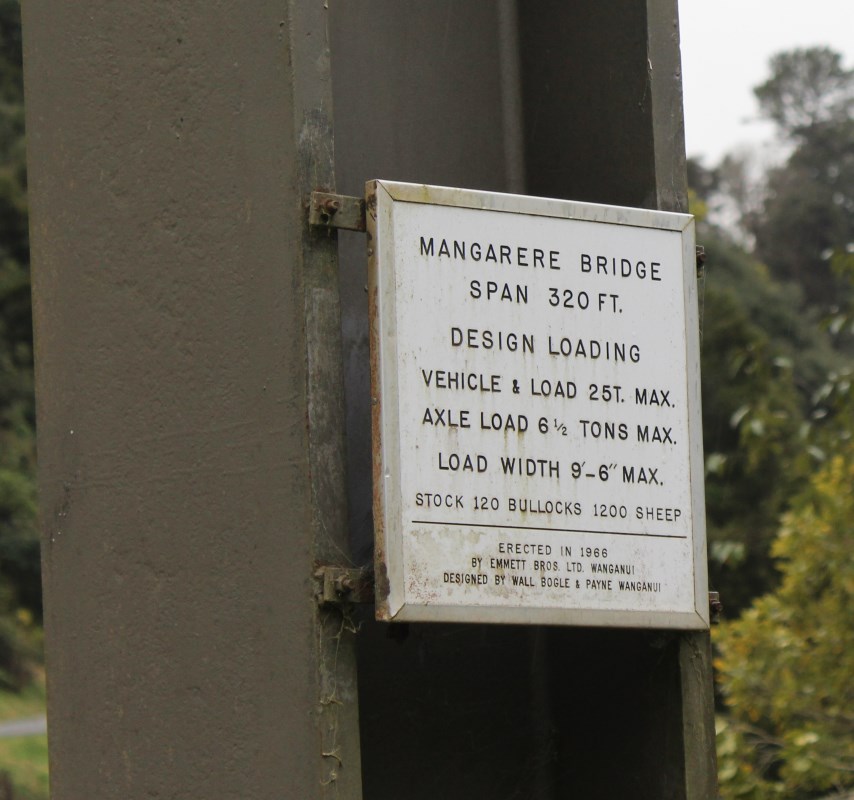 MANGARERE BRIDGE
SPAN 320 FT.
DESIGN LOADING
VEHICLE & LOAD 25T. MAX.
AXLE LOAD 6½ TONS MAX.
LOAD WIDTH 9'-6" MAX.
STOCK 120 BULLOCKS 1200 SHEEP
ERECTED IN 1966
BY EMMETT BROS. LTD. WANGANUI
DESIGNED BY WALL BOGLE & PAYNE WANGANUI